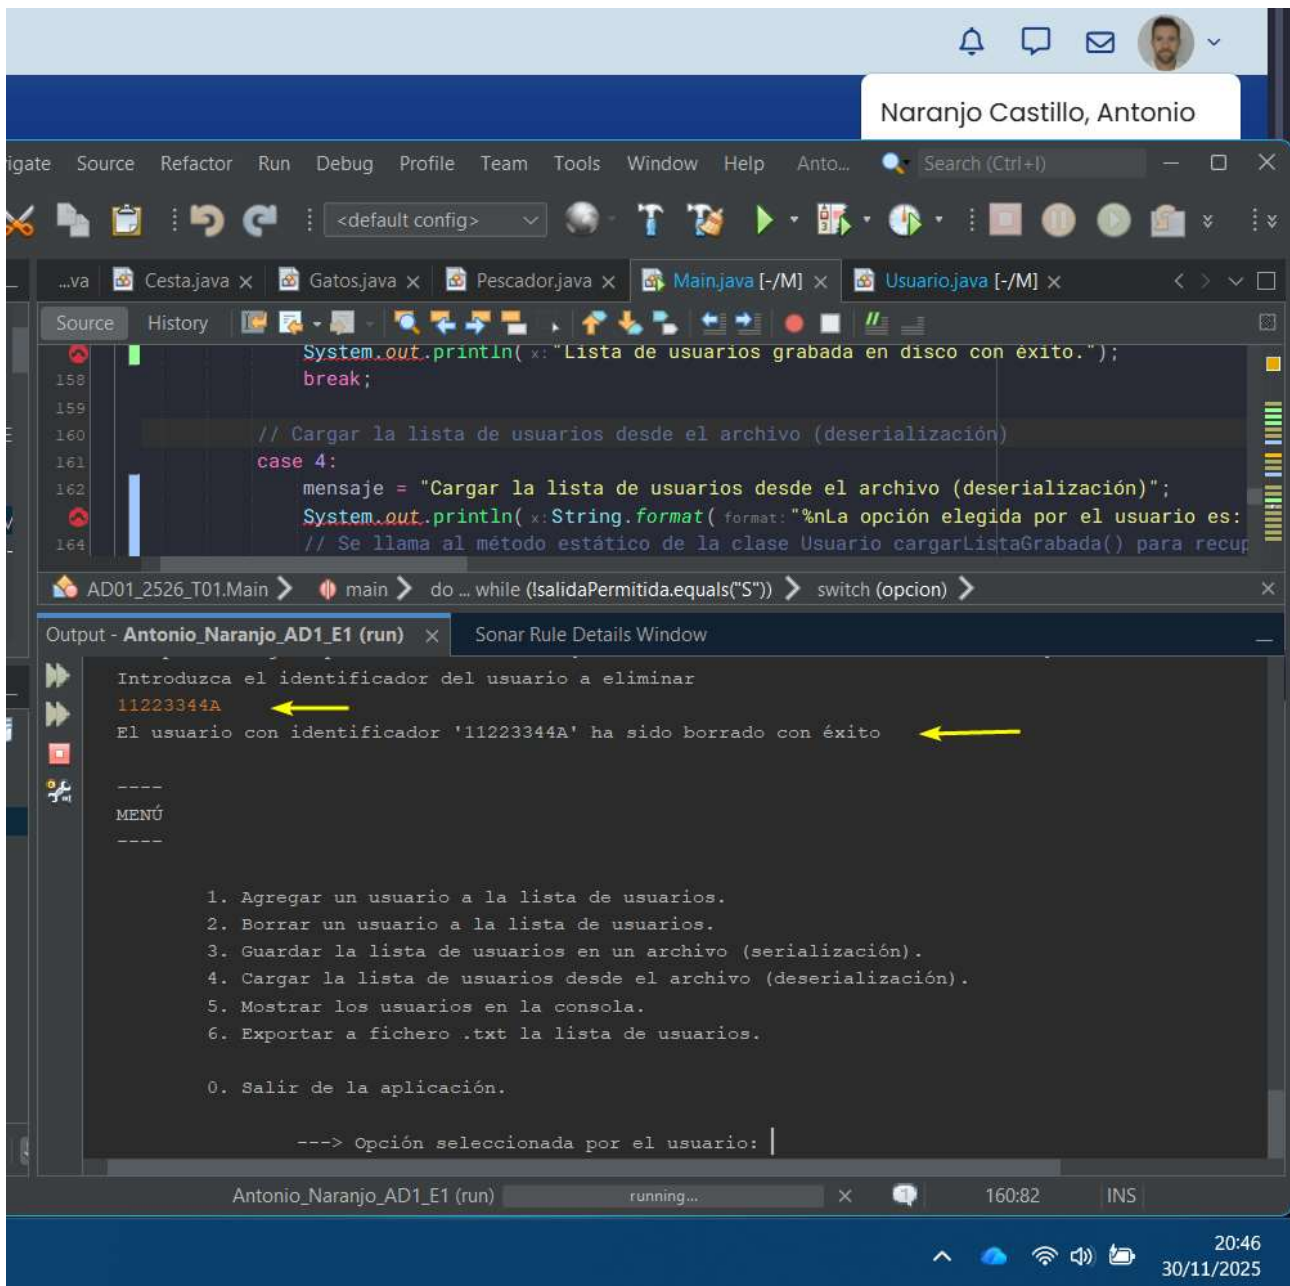 Naranjo Castillo, Antonio
Source Refactor Run Debug Profile Team Tools Window Help Anto... Search (Ctrl+I)
<default config>
...va Cesta.java Gatos.java Pescador.java Main.java [-/M] Usuario.java [-/M]
Source History
System.out.println( x: "Lista de usuarios grabada en disco con éxito.");
158 break;
159
160 // Cargar la lista de usuarios desde el archivo (deserialización)
161 case 4:
162 mensaje = "Cargar la lista de usuarios desde el archivo (deserialización)";
System.out.println( x: String.format( format: "%nLa opción elegida por el usuario es:
164 // Se llama al método estático de la clase Usuario cargarListaGrabada() para recup
AD01_2526_T01.Main main do ... while (!salidaPermitida.equals("S")) switch (opcion)
Output - Antonio_Naranjo_AD1_E1 (run) Sonar Rule Details Window
Introduzca el identificador del usuario a eliminar
11223344A
El usuario con identificador '11223344A' ha sido borrado con éxito
----
MENÚ
----
1. Agregar un usuario a la lista de usuarios.
2. Borrar un usuario a la lista de usuarios.
3. Guardar la lista de usuarios en un archivo (serialización).
4. Cargar la lista de usuarios desde el archivo (deserialización).
5. Mostrar los usuarios en la consola.
6. Exportar a fichero .txt la lista de usuarios.
0. Salir de la aplicación.
---> Opción seleccionada por el usuario:
Antonio_Naranjo_AD1_E1 (run) running... 1 160:82 INS
20:46
30/11/2025